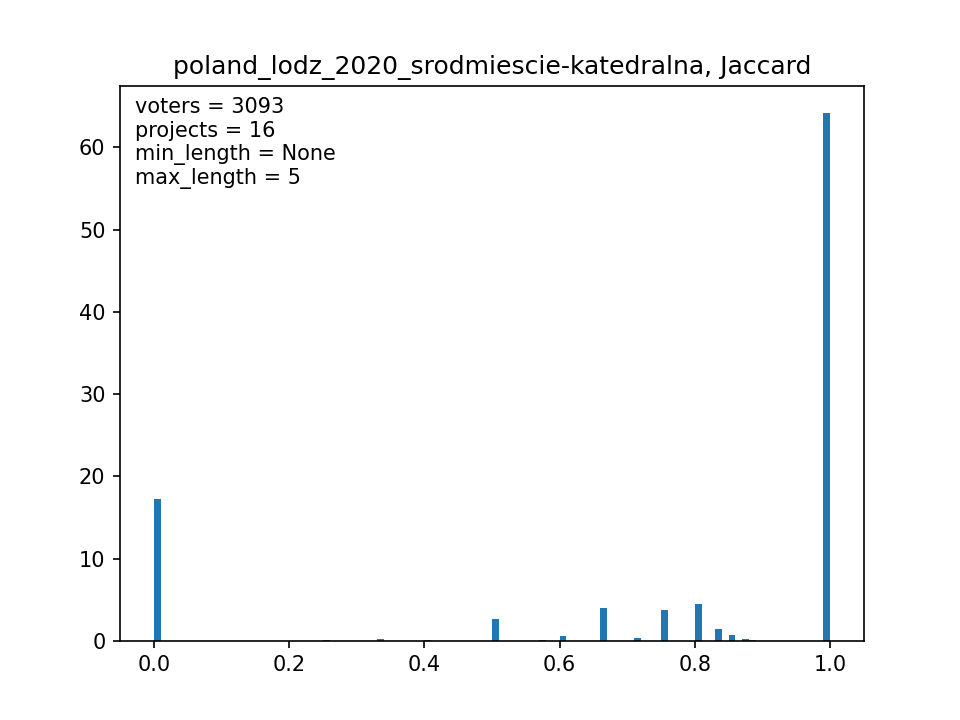 poland_lodz_2020_srodmiescie-katedralna, Jaccard
voters = 3093
projects = 16
min_length = None
max_length = 5
60
50
40
30
20
10
0
0.0 0.2 0.4 0.6 0.8 1.0